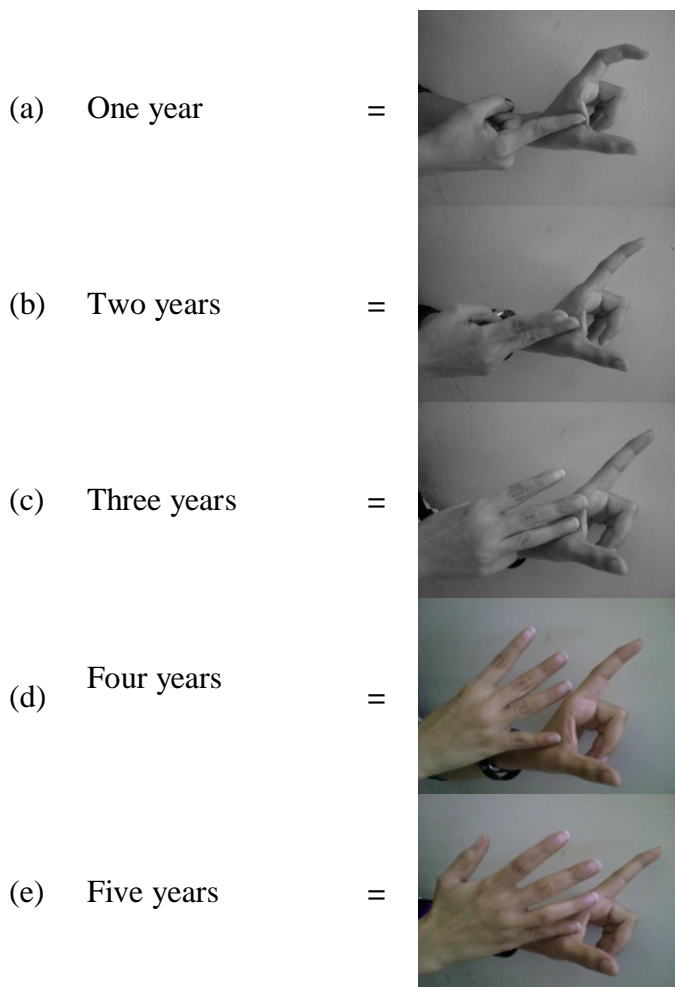 (a) One year =
(b) Two years =
(c) Three years =
(d) Four years =
(e) Five years =